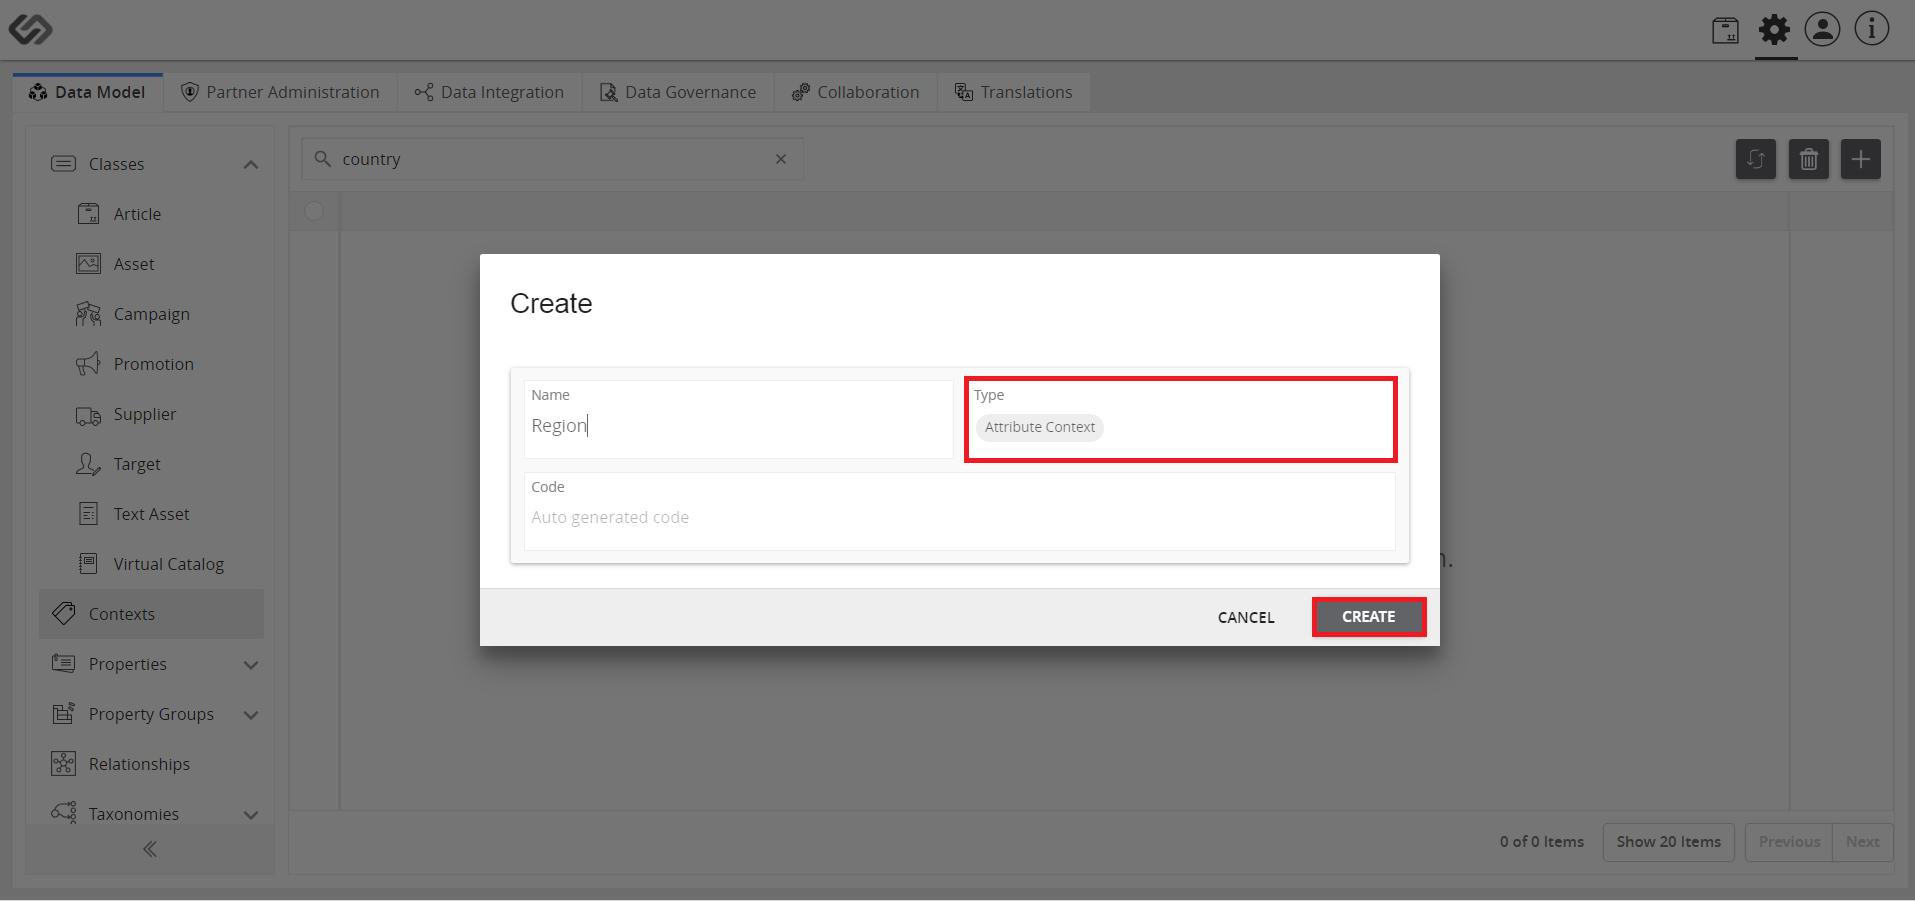 Data Model
Partner Administration
Data Integration
Data Governance
Collaboration
Translations
Classes
Article
Asset
Campaign
Promotion
Supplier
Target
Text Asset
Virtual Catalog
Contexts
Properties
Property Groups
Relationships
Taxonomies
country
Create
Name
Region
Type
Attribute Context
Code
Auto generated code
CANCEL
CREATE
0 of 0 Items
Show 20 Items
Previous
Next